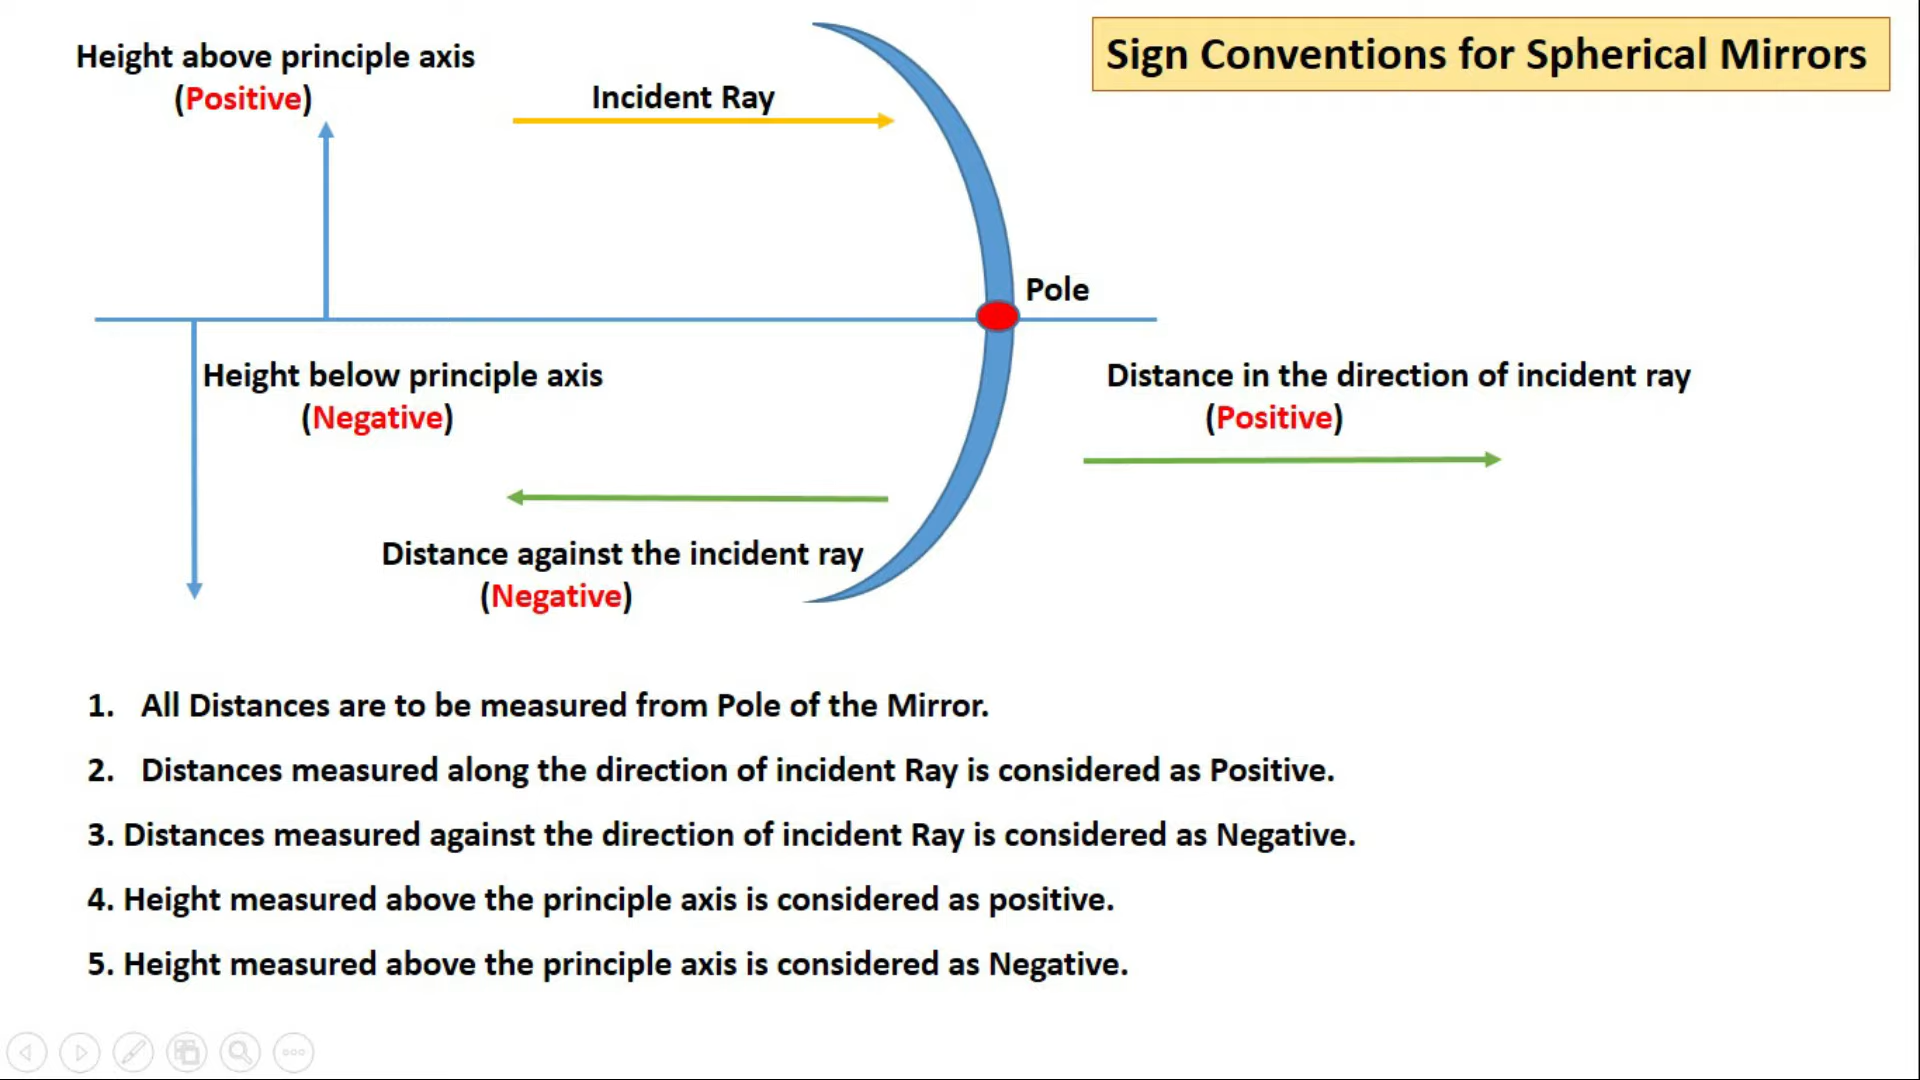 Sign Conventions for Spherical Mirrors
Height above principle axis
(Positive)
Incident Ray
Pole
Height below principle axis
(Negative)
Distance in the direction of incident ray
(Positive)
Distance against the incident ray
(Negative)
1. All Distances are to be measured from Pole of the Mirror.
2. Distances measured along the direction of incident Ray is considered as Positive.
3. Distances measured against the direction of incident Ray is considered as Negative.
4. Height measured above the principle axis is considered as positive.
5. Height measured above the principle axis is considered as Negative.